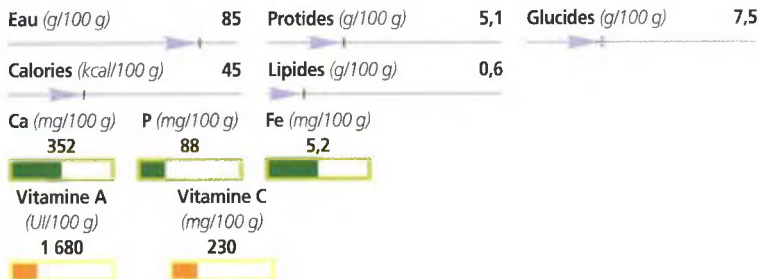 Eau (g/100 g) 85 Protides (g/100 g) 5,1 Glucides (g/100 g) 7,5
Calories (kcal/100 g) 45 Lipides (g/100 g) 0,6
Ca (mg/100 g) P (mg/100 g) Fe (mg/100 g)
352 88 5,2
Vitamine A Vitamine C
(UI/100 g) (mg/100 g)
1 680 230